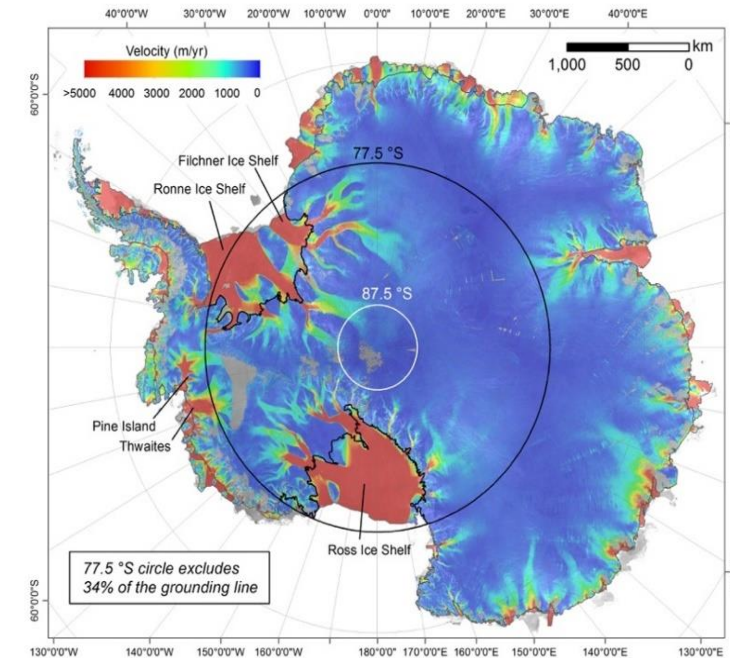 40°0'0"W 30°0'0"W 20°0'0"W 10°0'0"W 0°0'0" 10°0'0"E 20°0'0"E 30°0'0"E 40°0'0"E
Velocity (m/yr)
>5000 4000 3000 2000 1000 0
km
1,000 500 0
60°0'0"S
77.5 °S
Filchner Ice Shelf
Ronne Ice Shelf
87.5 °S
Pine Island
Thwaites
Ross Ice Shelf
77.5 °S circle excludes
34% of the grounding line
60°0'0"S
130°0'0"W 140°0'0"W 150°0'0"W 160°0'0"W 180°0'0" 170°0'0"E 160°0'0"E 150°0'0"E 140°0'0"E 130°0'0"E